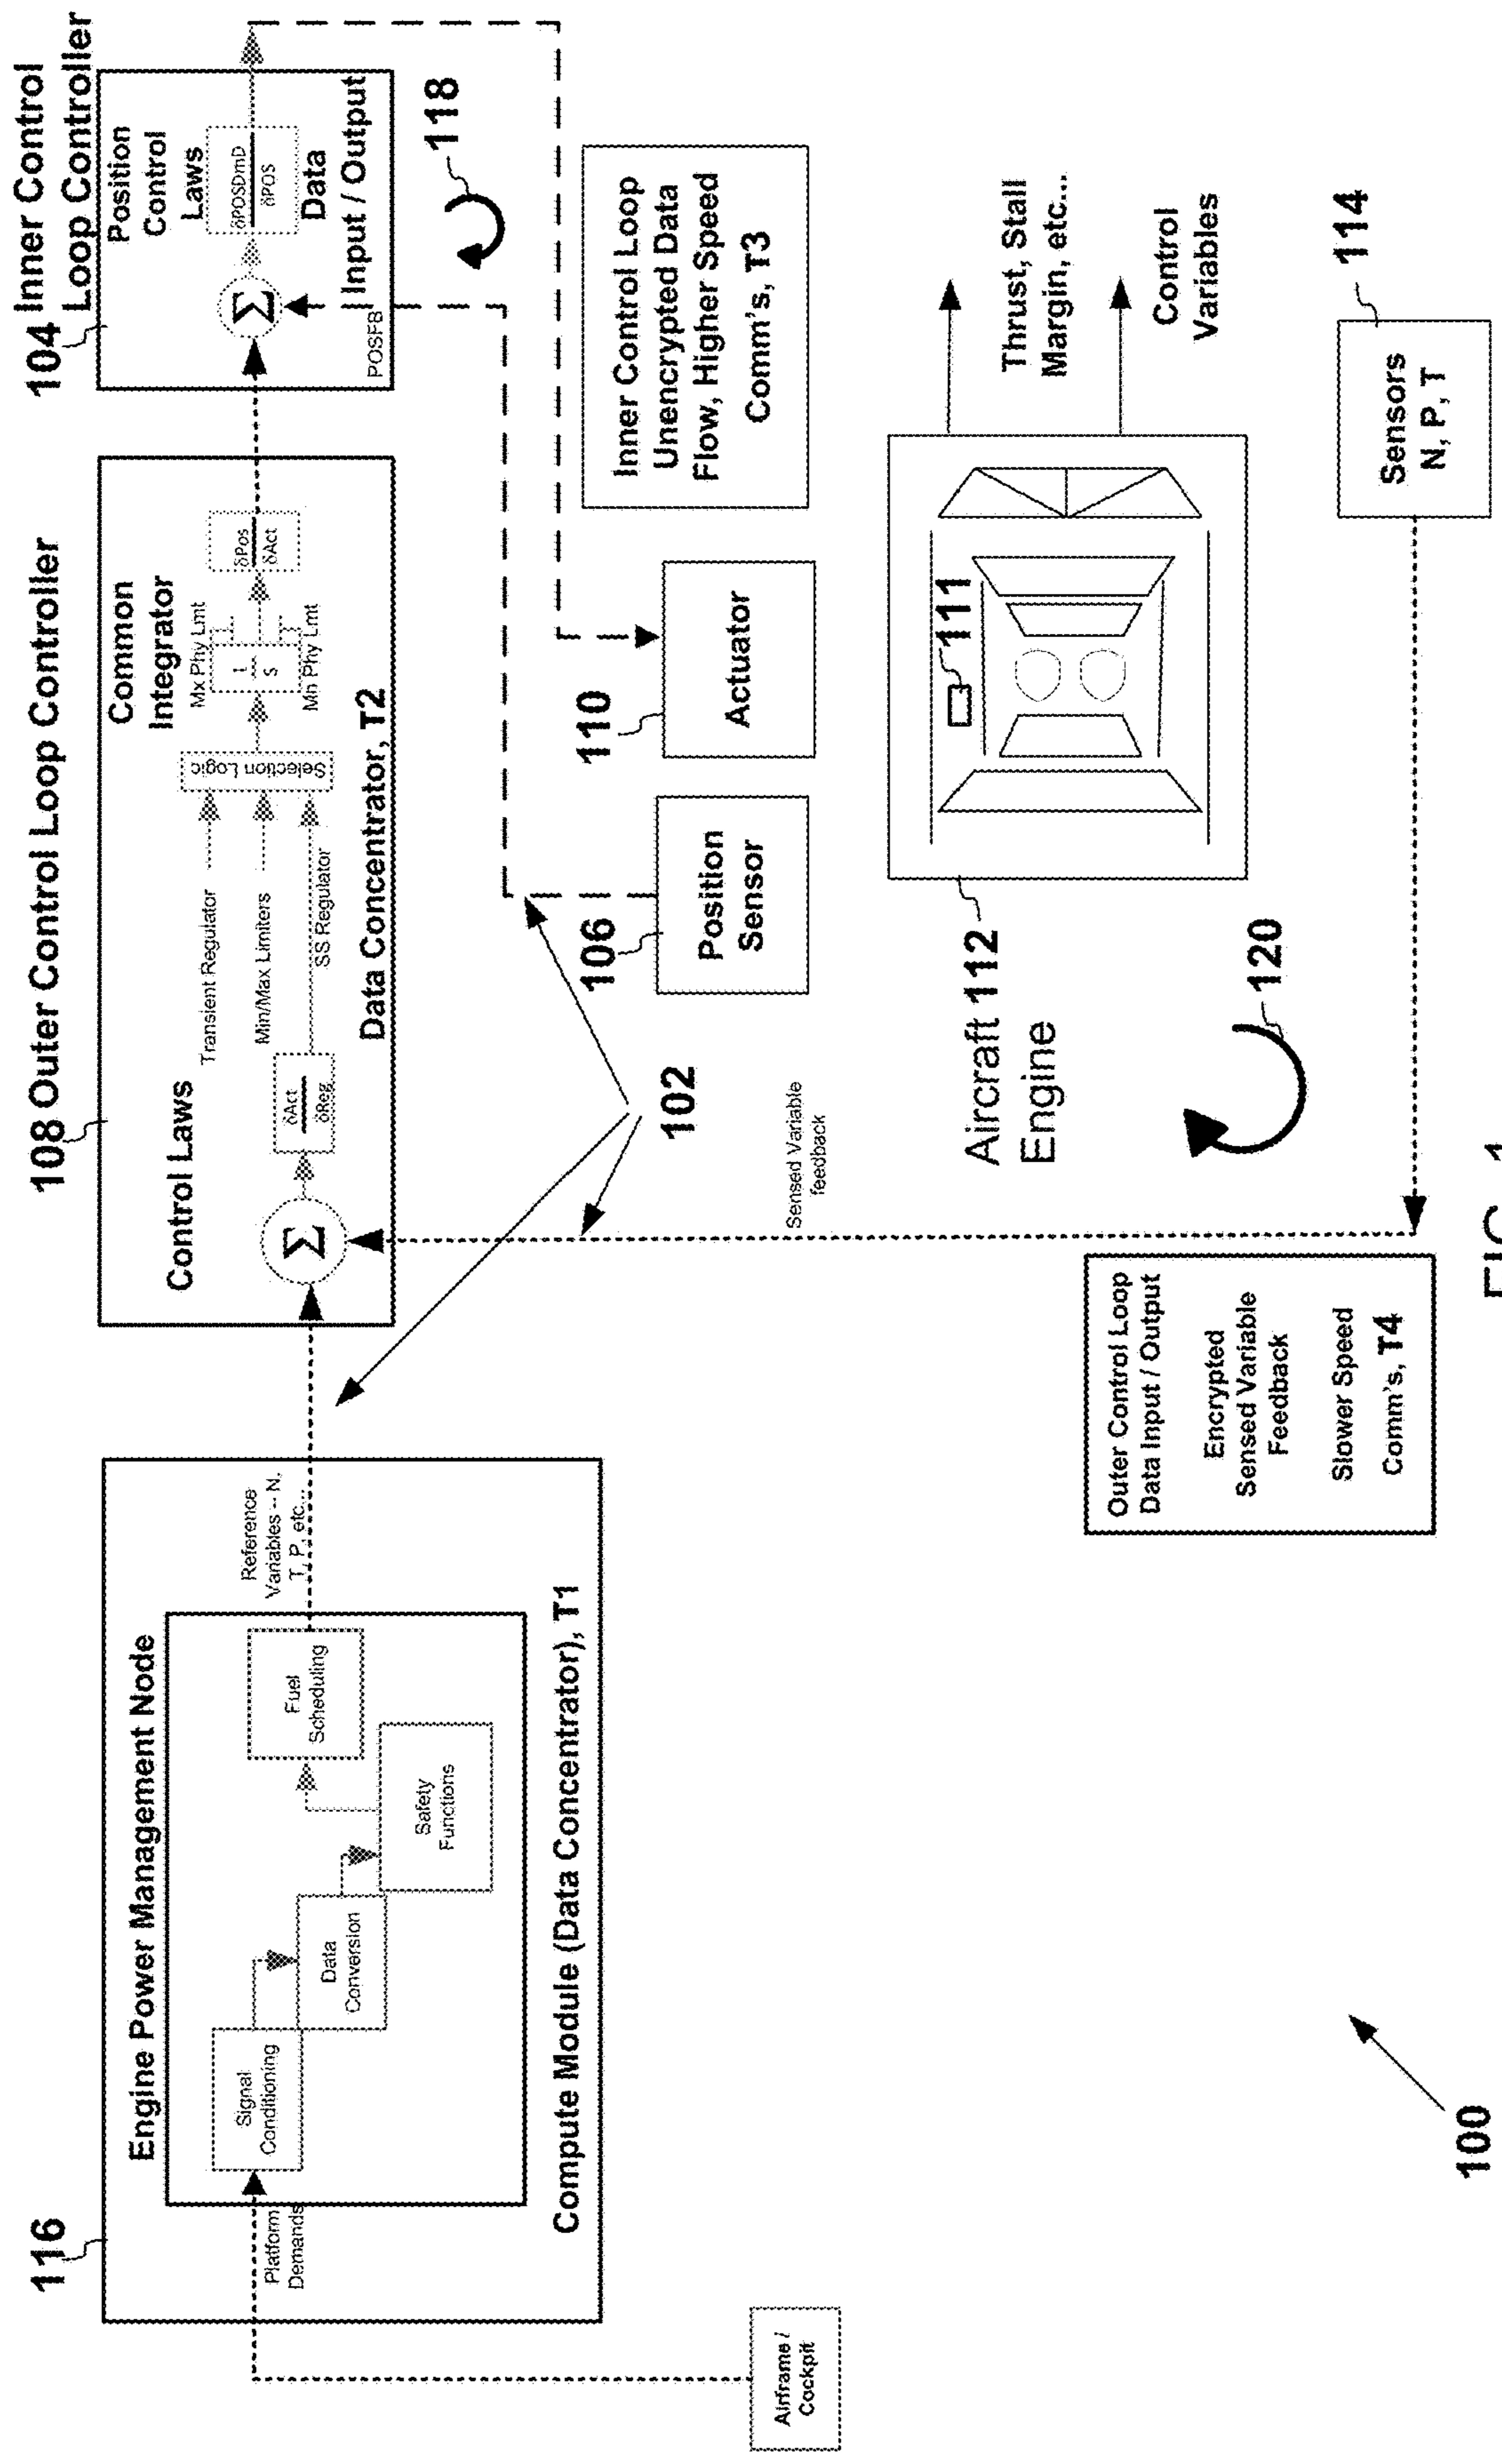 116
Engine Power Management Node
Signal
Conditioning
Data
Conversion
Safety
Functions
Fuel
Scheduling
Platform
Demands
Reference
Variables -- N,
T, P, etc...
Compute Module (Data Concentrator), T1
Airframe /
Cockpit
108 Outer Control Loop Controller
Control Laws
Σ
δAct
δReg
Transient Regulator
Min/Max Limiters
SS Regulator
Selection Logic
Common
Integrator
Mx Phy Lmt
1
S
Mn Phy Lmt
δPos
δAct
Data Concentrator, T2
104 Inner Control
Loop Controller
Position
Control
Laws
Σ
δPOSDmD
δPOS
Data
Input / Output
POSFB
118
102
106
Position
Sensor
110
Actuator
Inner Control Loop
Unencrypted Data
Flow, Higher Speed
Comm's, T3
Sensed Variable
feedback
Aircraft 112
Engine
111
Thrust, Stall
Margin, etc...
Control
Variables
120
114
Sensors
N, P, T
Outer Control Loop
Data Input / Output
Encrypted
Sensed Variable
Feedback
Slower Speed
Comm's, T4
100
FIG. 1